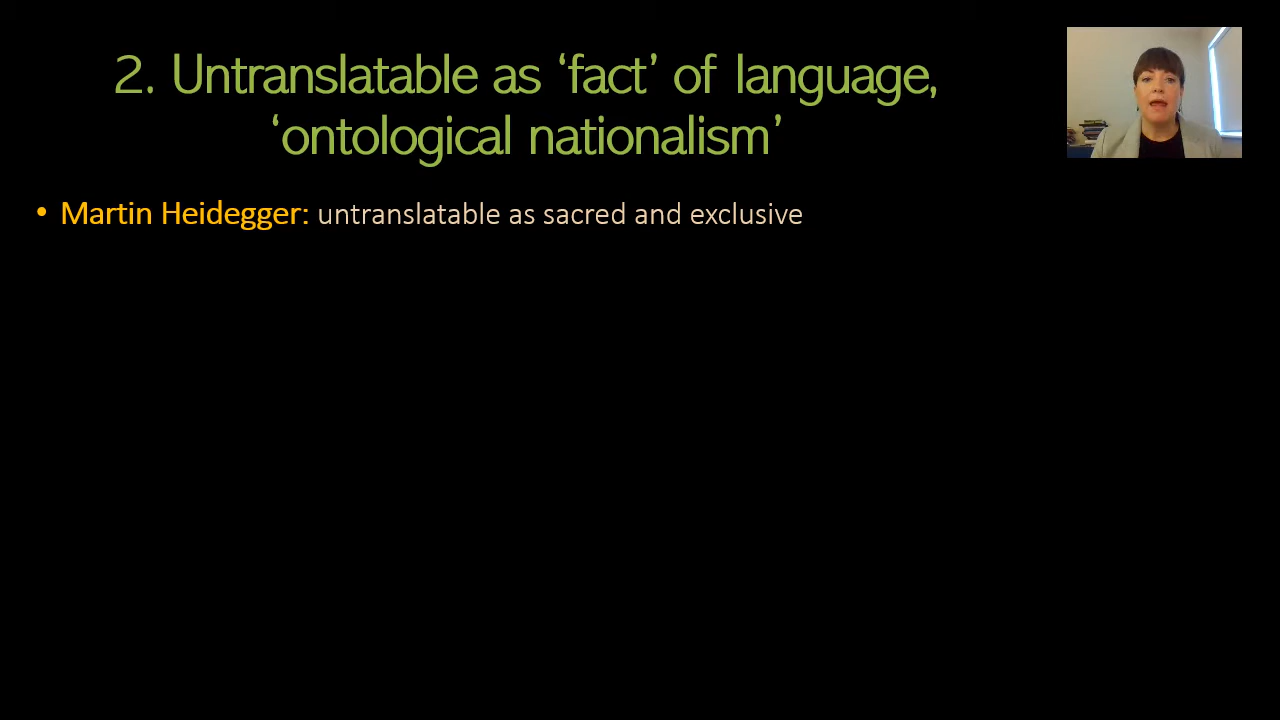 2. Untranslatable as ‘fact’ of language,
‘ontological nationalism’
• Martin Heidegger: untranslatable as sacred and exclusive